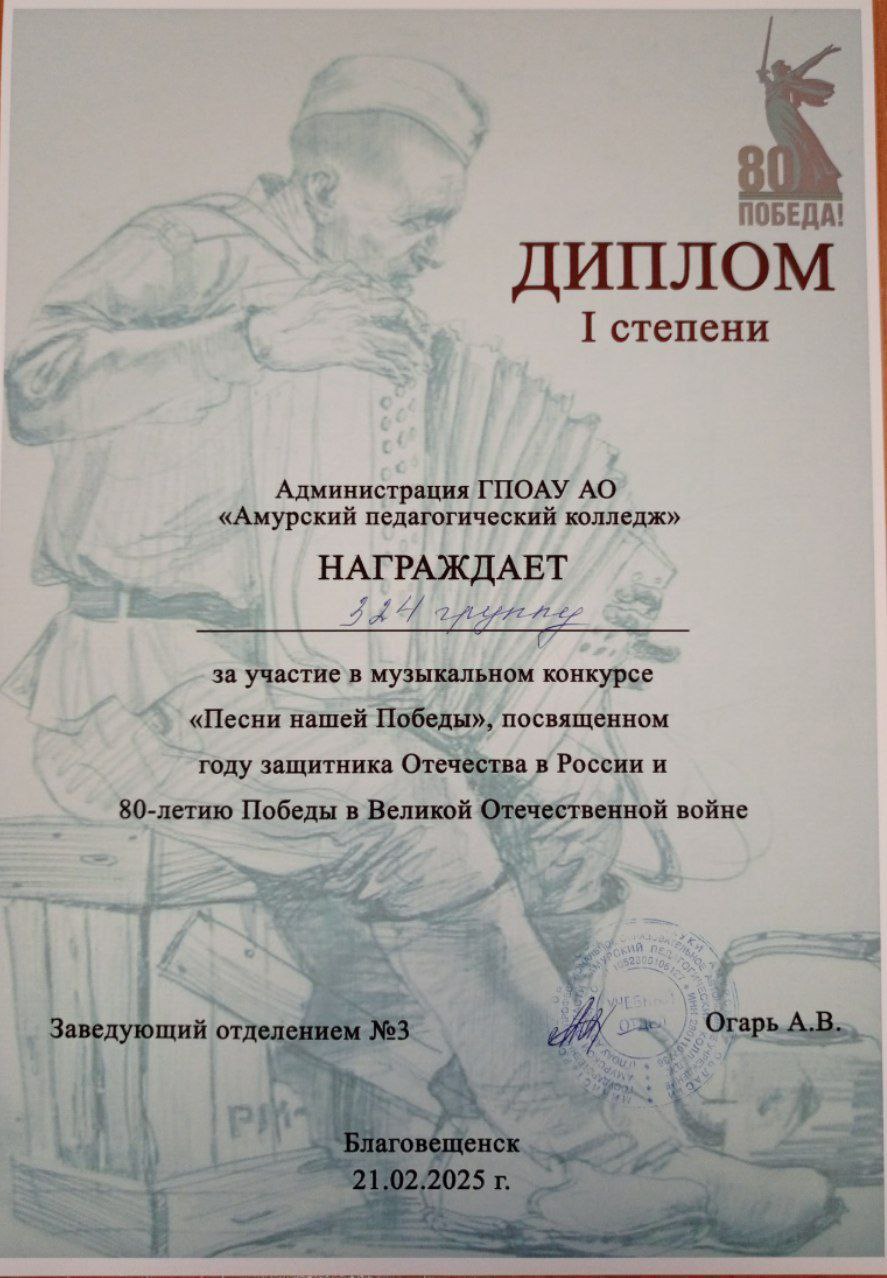 80
ПОБЕДА!
ДИПЛОМ
I степени
Администрация ГПОАУ АО
«Амурский педагогический колледж»
НАГРАЖДАЕТ
324 группу
за участие в музыкальном конкурсе
«Песни нашей Победы», посвященном
году защитника Отечества в России и
80-летию Победы в Великой Отечественной войне
Заведующий отделением №3
Огарь А.В.
УЧЕБНЫЙ
ОТДЕЛ
Благовещенск
21.02.2025 г.